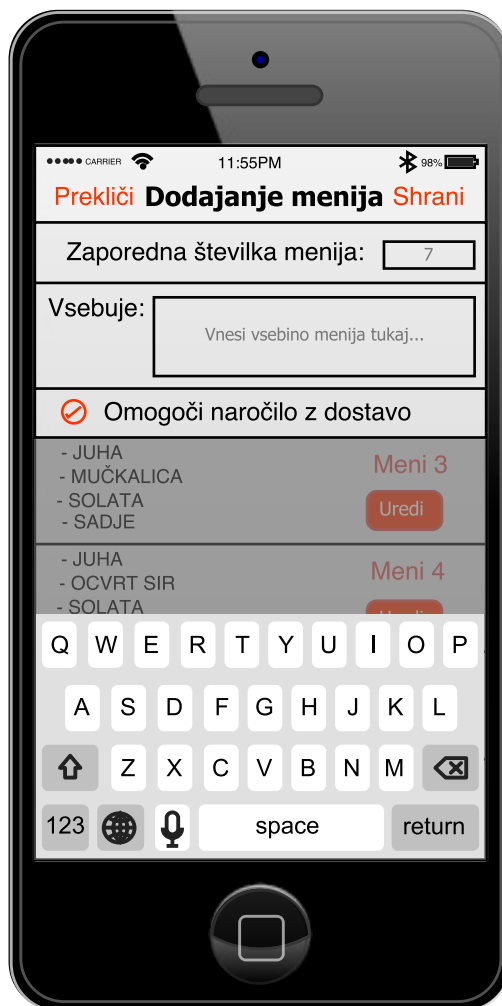 CARRIER 11:55PM 98%
Prekliči Dodajanje menija Shrani
Zaporedna številka menija: 7
Vsebuje: Vnesi vsebino menija tukaj...
Omogoči naročilo z dostavo
- JUHA
- MUČKALICA
- SOLATA
- SADJE
Meni 3
Uredi
- JUHA
- OCVRT SIR
- SOLATA
Meni 4
Uredi
Q W E R T Y U I O P
A S D F G H J K L
Z X C V B N M
123 space return